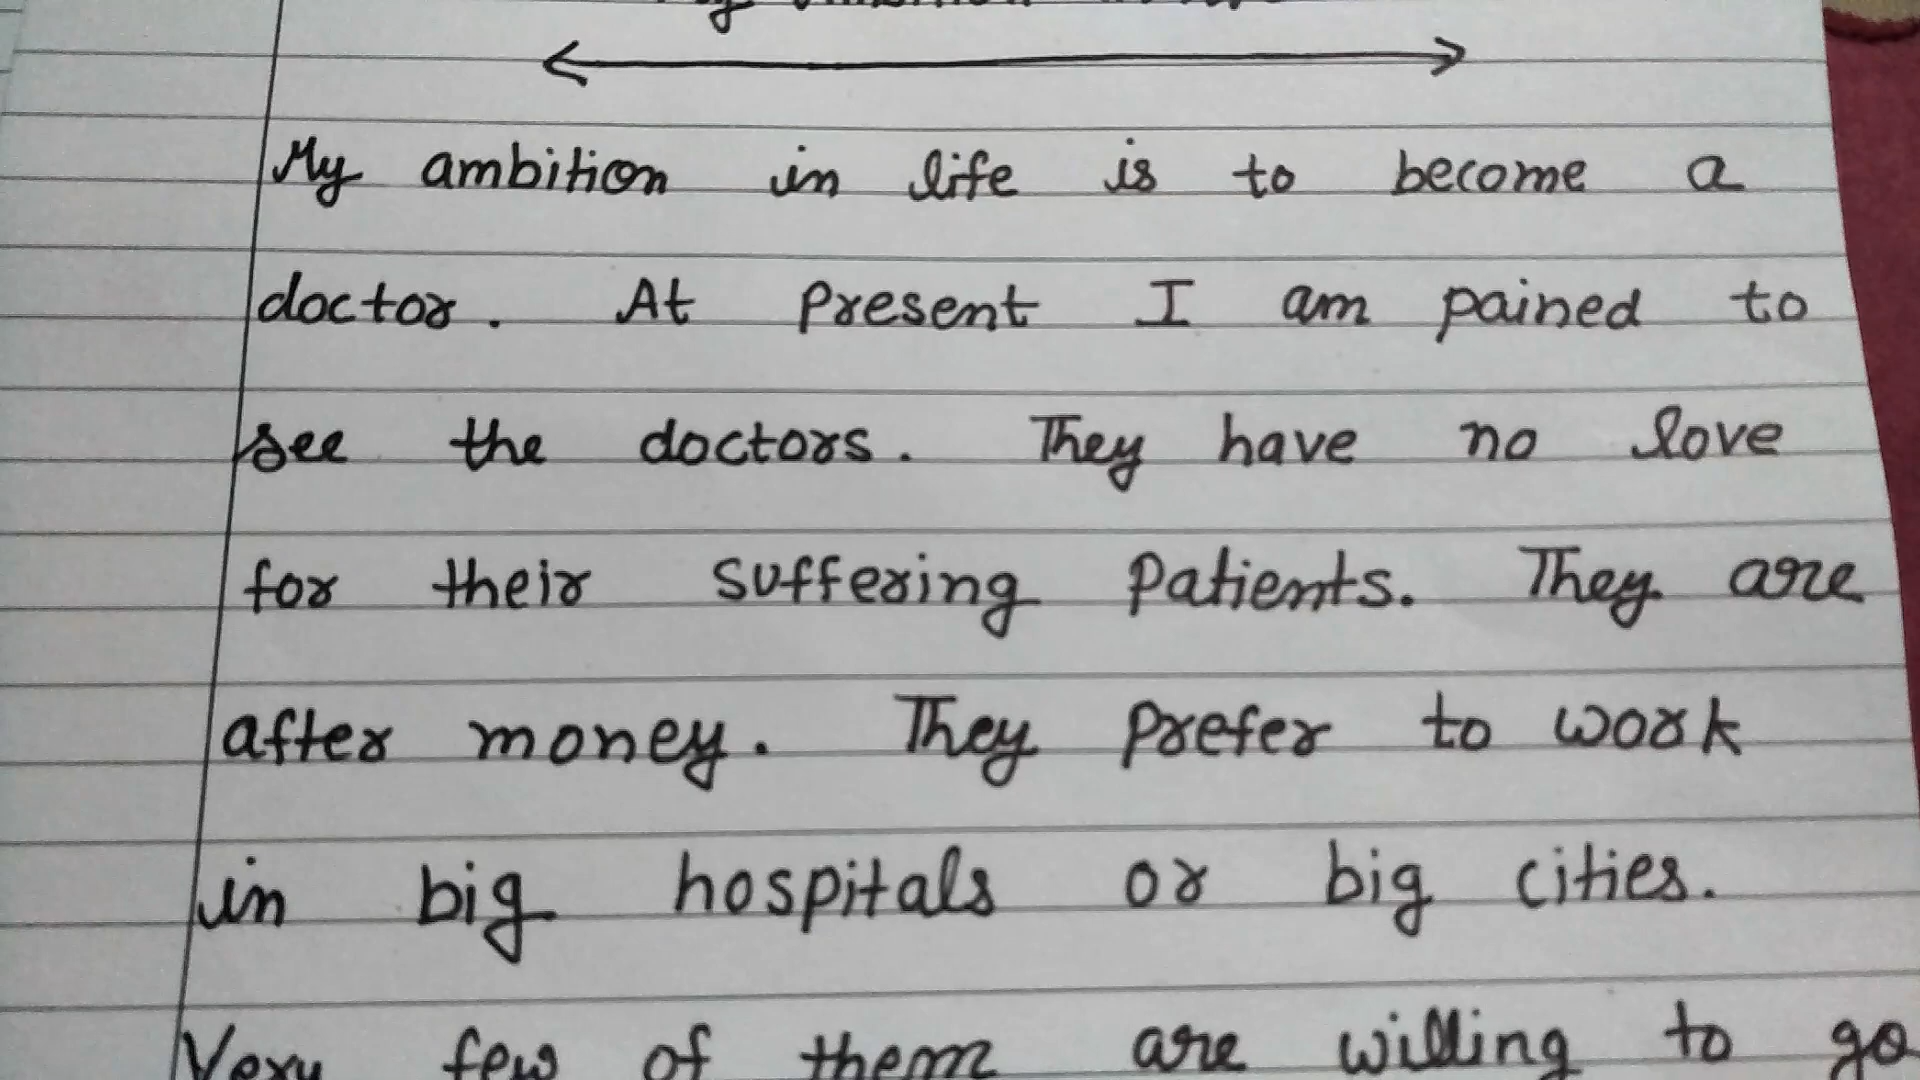 My ambition in life is to become a
doctor. At Present I am pained to
see the doctors. They have no love
for their suffering Patients. They are
after money. They Prefer to work
in big hospitals or big cities.
Very few of them are willing to go